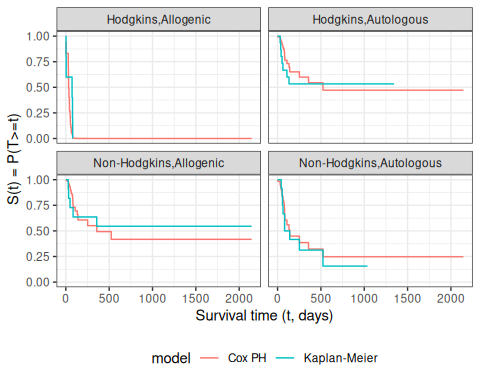 Hodgkins,Allogenic Hodgkins,Autologous
1.00
0.75
0.50
0.25
0.00
Non-Hodgkins,Allogenic Non-Hodgkins,Autologous
1.00
0.75
0.50
0.25
0.00
S(t) = P(T>=t)
0 500 1000 1500 2000 0 500 1000 1500 2000
Survival time (t, days)
model Cox PH Kaplan-Meier